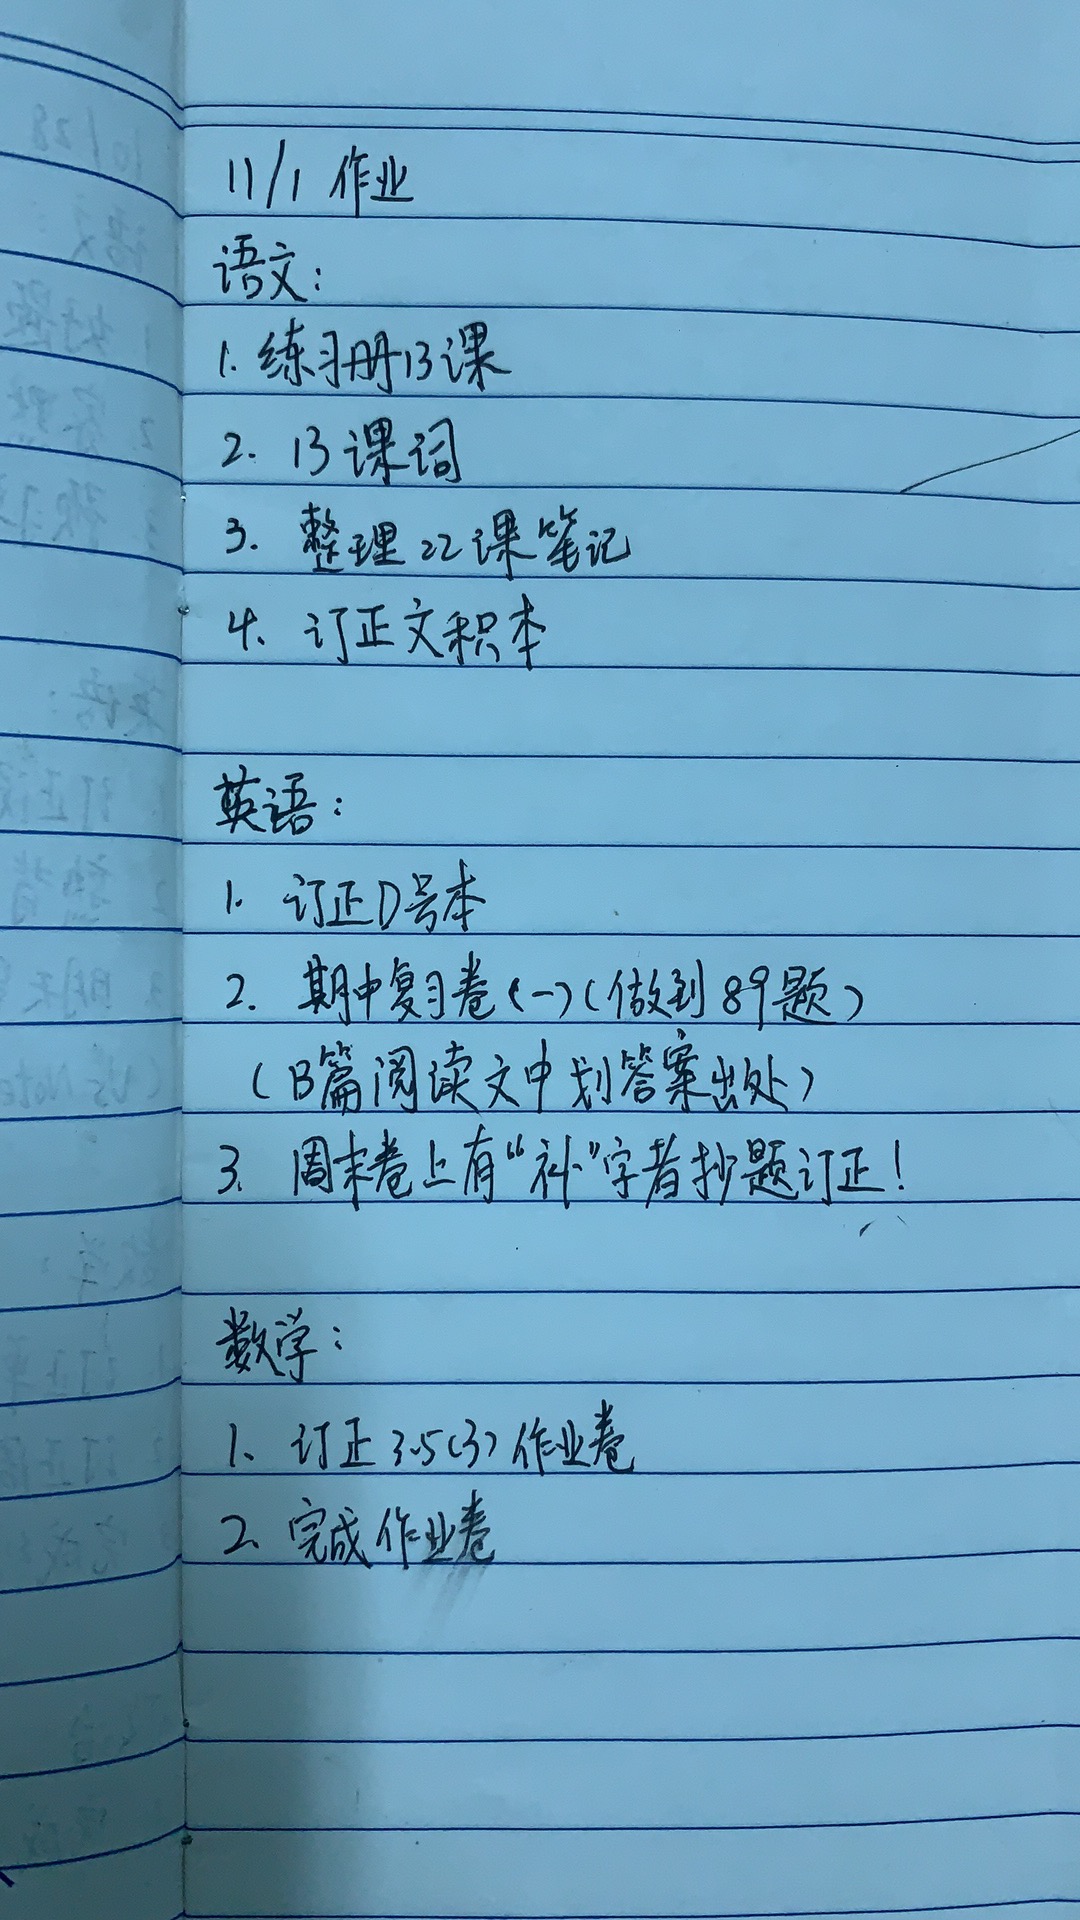 11/1 作业
语文:
1. 练习册13课
2. 13课词
3. 整理22课笔记
4. 订正文积本
英语:
1. 订正D号本
2. 期中复习卷(一)(做到89题)
(B篇阅读文中划答案出处)
3. 周末卷上有“补”字者抄题订正!
数学:
1. 订正3.5(3)作业卷
2. 完成作业卷